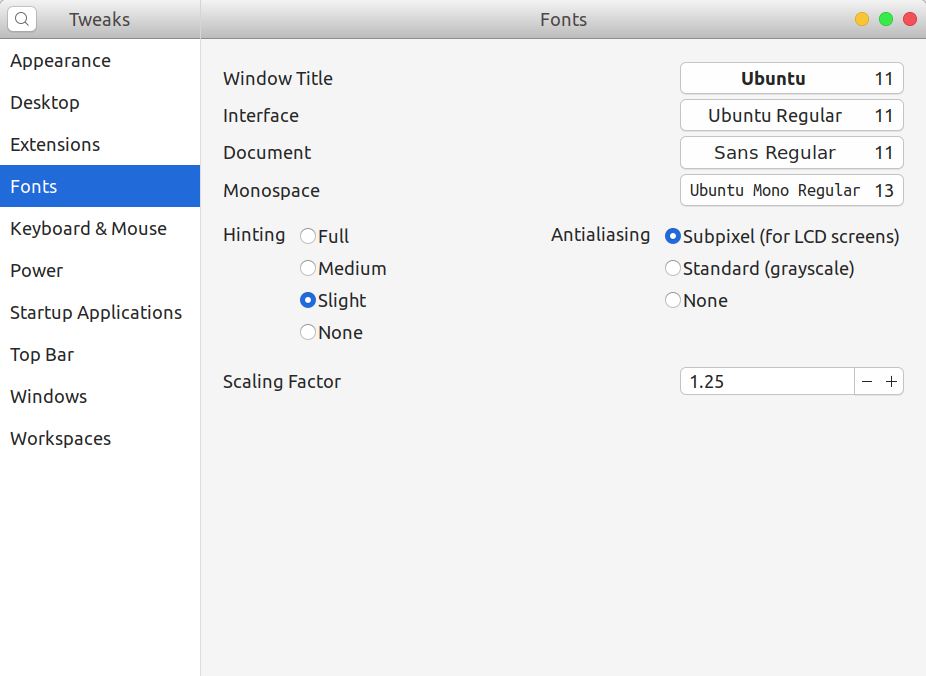 Tweaks
Fonts
Appearance
Desktop
Extensions
Fonts
Keyboard & Mouse
Power
Startup Applications
Top Bar
Windows
Workspaces
Window Title Ubuntu 11
Interface Ubuntu Regular 11
Document Sans Regular 11
Monospace Ubuntu Mono Regular 13
Hinting Full Antialiasing Subpixel (for LCD screens)
Medium Standard (grayscale)
Slight None
None
Scaling Factor 1.25 − +